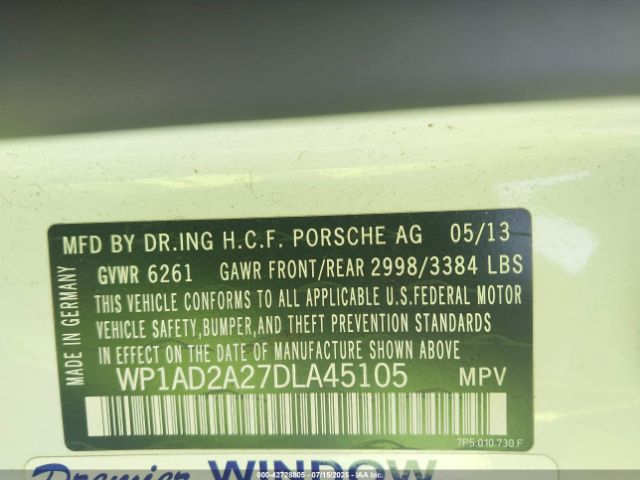 MFD BY DR.ING H.C.F. PORSCHE AG 05/13
GVWR 6261 GAWR FRONT/REAR 2998/3384 LBS
THIS VEHICLE CONFORMS TO ALL APPLICABLE U.S.FEDERAL MOTOR
VEHICLE SAFETY,BUMPER,AND THEFT PREVENTION STANDARDS
IN EFFECT ON THE DATE OF MANUFACTURE SHOWN ABOVE.
WP1AD2A27DLA45105 MPV
7P5.010.730.F
MADE IN GERMANY
Premier WINDOW
000-42728805 - 07/15/2025 - IAA Inc.